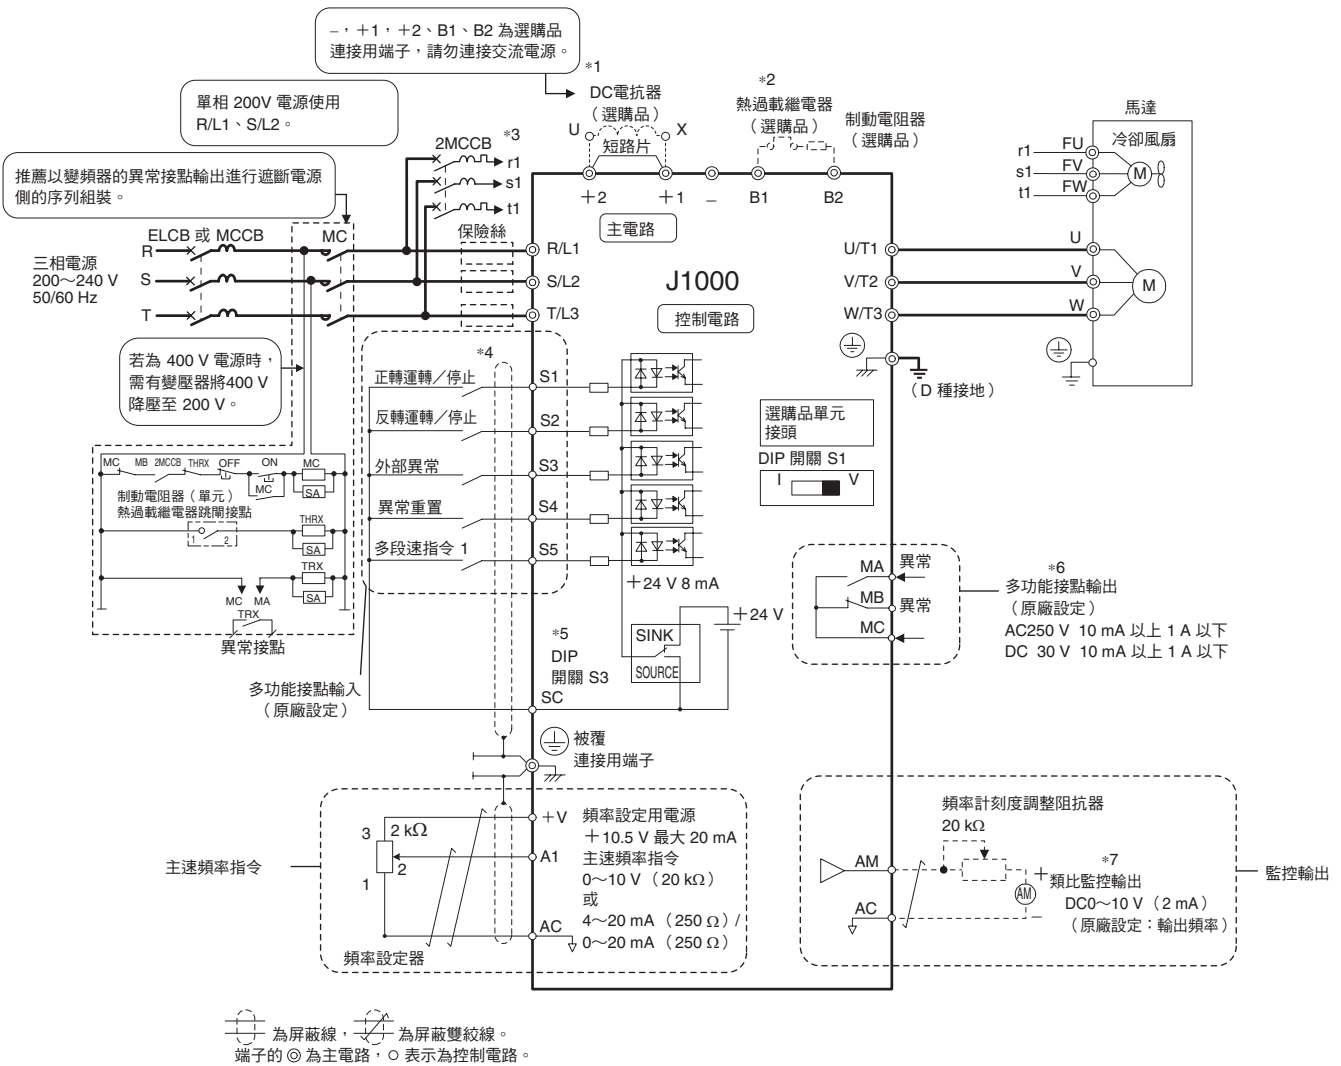 –，＋1，＋2、B1、B2 為選購品
連接用端子，請勿連接交流電源。
單相 200V 電源使用
R/L1、S/L2。
推薦以變頻器的異常接點輸出進行遮斷電源
側的序列組裝。
*1
DC電抗器
（選購品）
U
X
短路片
*2
熱過載繼電器
（選購品）
制動電阻器
（選購品）
馬達
冷卻風扇
r1
FU
s1
FV
t1
FW
M
*3
2MCCB
r1
s1
t1
保險絲
＋2
＋1
–
B1
B2
主電路
ELCB 或 MCCB
MC
三相電源
200～240 V
50/60 Hz
R
S
T
R/L1
S/L2
T/L3
J1000
控制電路
U/T1
V/T2
W/T3
U
V
W
M
（D 種接地）
若為 400 V 電源時，
需有變壓器將400 V
降壓至 200 V。
*4
正轉運轉／停止
S1
反轉運轉／停止
S2
外部異常
S3
異常重置
S4
多段速指令 1
S5
＋24 V 8 mA
選購品單元
接頭
DIP 開關 S1
I
V
MC
MB
2MCCB
THRX
OFF
ON
MC
MC
SA
制動電阻器（單元）
熱過載繼電器跳閘接點
1
2
THRX
SA
TRX
SA
MC
MA
TRX
異常接點
多功能接點輸入
（原廠設定）
*5
DIP
開關 S3
SINK
SOURCE
＋24 V
SC
MA
異常
MB
異常
MC
*6
多功能接點輸出
（原廠設定）
AC250 V 10 mA 以上 1 A 以下
DC 30 V 10 mA 以上 1 A 以下
被覆
連接用端子
主速頻率指令
3
2 kΩ
2
1
頻率設定器
＋V
頻率設定用電源
＋10.5 V 最大 20 mA
A1
主速頻率指令
0～10 V（20 kΩ）
或
4～20 mA（250 Ω）/
0～20 mA（250 Ω）
AC
頻率計刻度調整阻抗器
20 kΩ
AM
AC
AM
＋
–
*7
類比監控輸出
DC0～10 V（2 mA）
（原廠設定：輸出頻率）
監控輸出
為屏蔽線，
為屏蔽雙絞線。
端子的 ◎ 為主電路，○ 表示為控制電路。